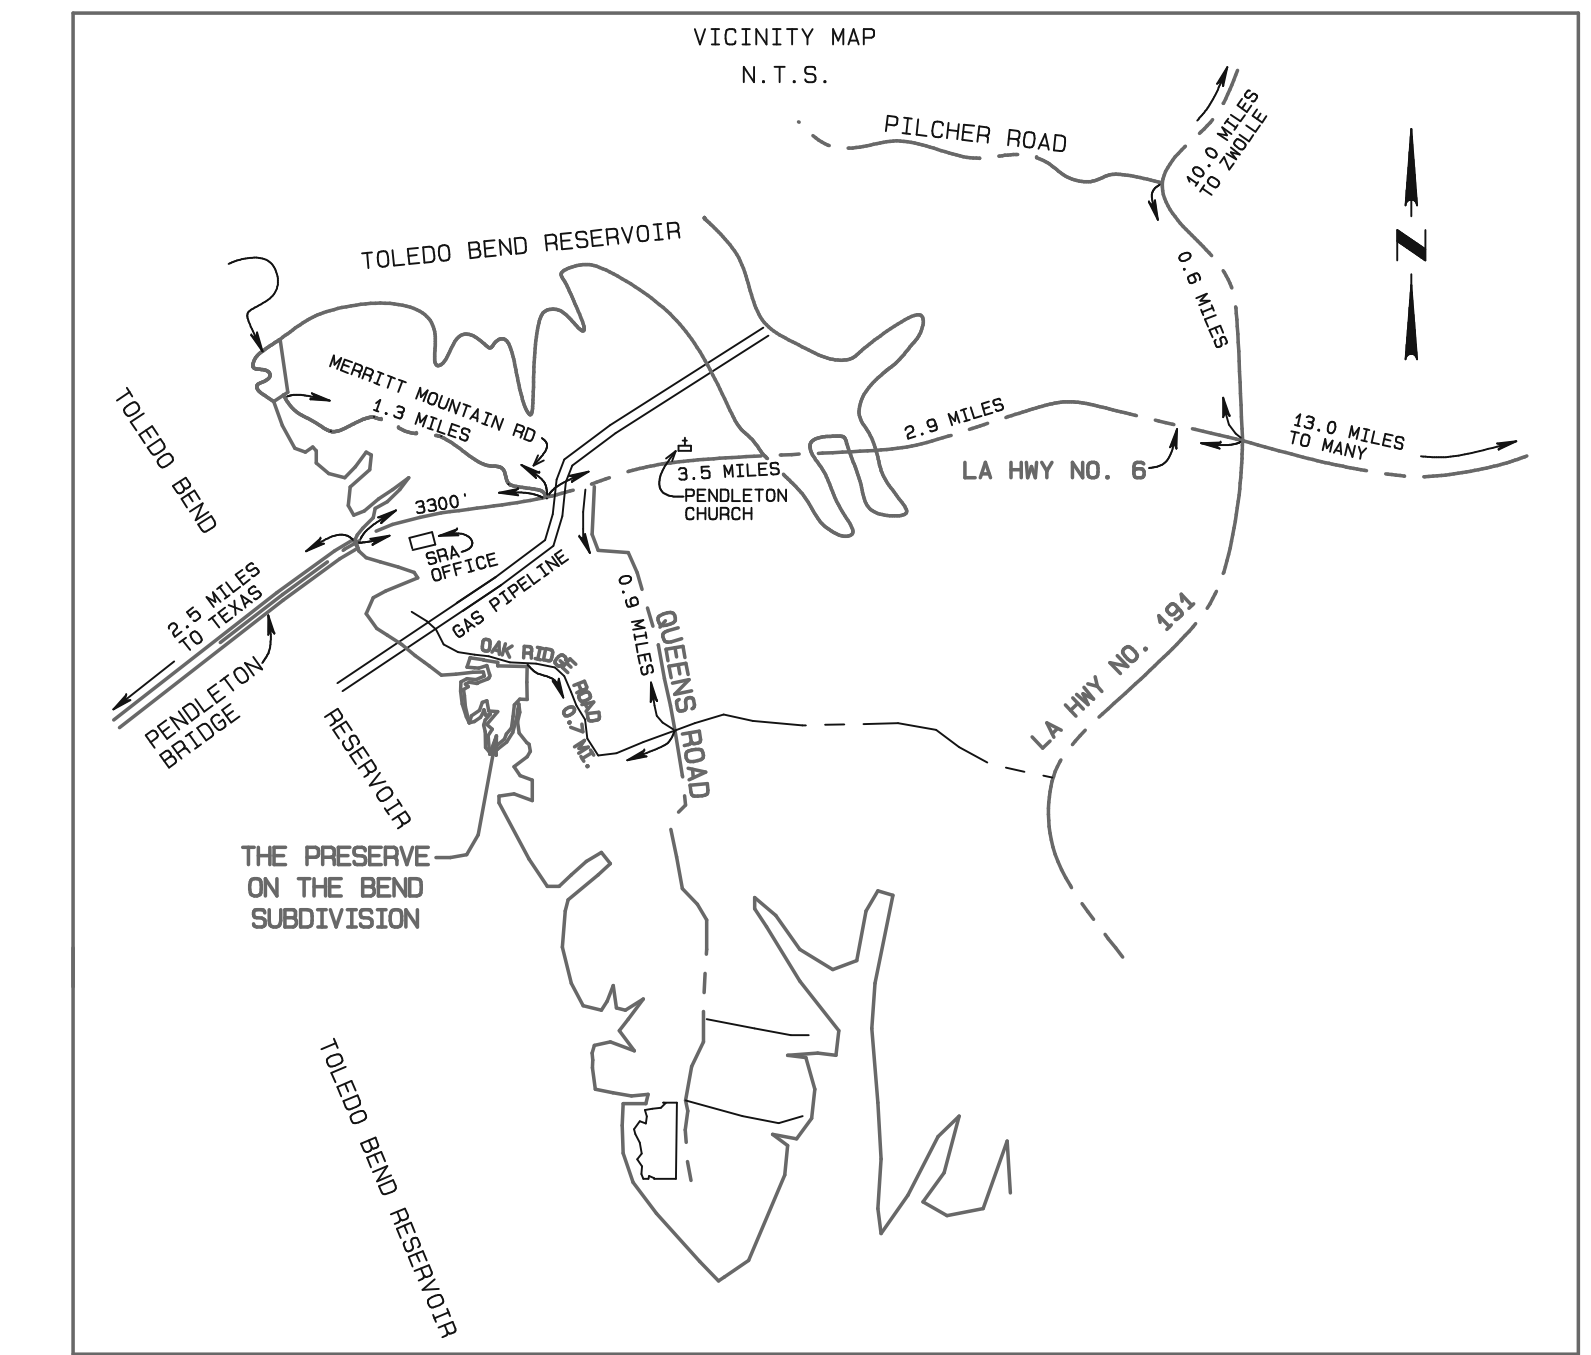 VICINITY MAP
N.T.S.
PILCHER ROAD
10.0 MILES
TO ZWOLLE
N
TOLEDO BEND RESERVOIR
0.6 MILES
MERRITT MOUNTAIN RD
1.3 MILES
TOLEDO BEND
2.9 MILES
13.0 MILES
TO MANY
LA HWY NO. 6
3.5 MILES
PENDLETON
CHURCH
3300'
SRA
OFFICE
GAS PIPELINE
2.5 MILES
TO TEXAS
PENDLETON
BRIDGE
0.9 MILES
QUEENS ROAD
OAK RIDGE ROAD
0.7 MI.
LA HWY NO. 191
RESERVOIR
THE PRESERVE
ON THE BEND
SUBDIVISION
TOLEDO BEND RESERVOIR